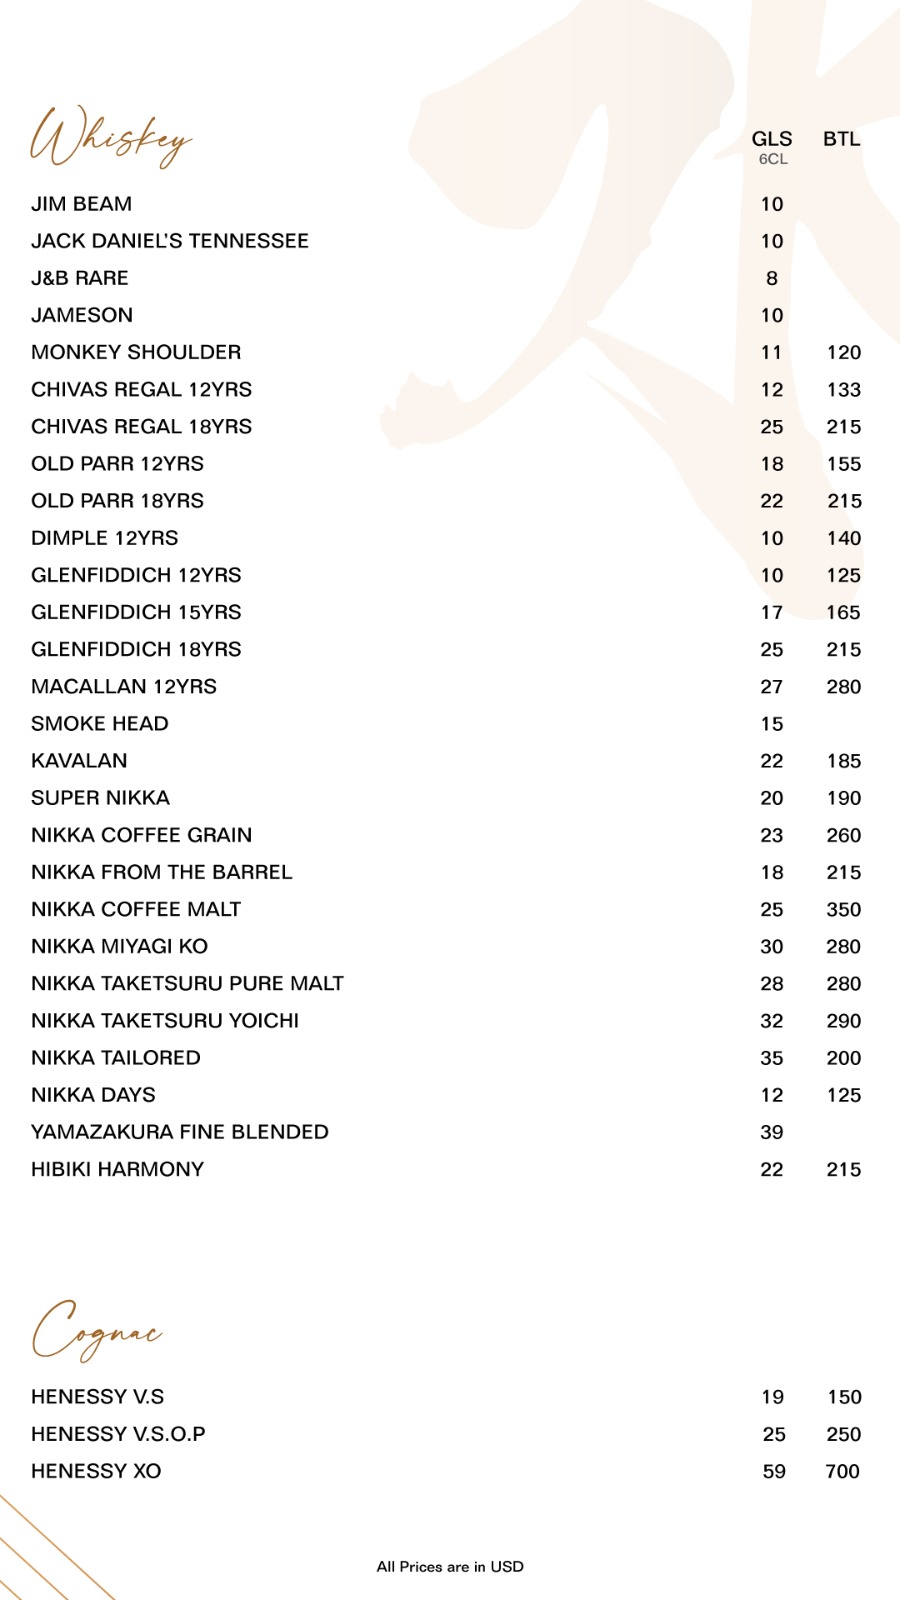 Whiskey GLS BTL
6CL
JIM BEAM 10
JACK DANIEL'S TENNESSEE 10
J&B RARE 8
JAMESON 10
MONKEY SHOULDER 11 120
CHIVAS REGAL 12YRS 12 133
CHIVAS REGAL 18YRS 25 215
OLD PARR 12YRS 18 155
OLD PARR 18YRS 22 215
DIMPLE 12YRS 10 140
GLENFIDDICH 12YRS 10 125
GLENFIDDICH 15YRS 17 165
GLENFIDDICH 18YRS 25 215
MACALLAN 12YRS 27 280
SMOKE HEAD 15
KAVALAN 22 185
SUPER NIKKA 20 190
NIKKA COFFEE GRAIN 23 260
NIKKA FROM THE BARREL 18 215
NIKKA COFFEE MALT 25 350
NIKKA MIYAGI KO 30 280
NIKKA TAKETSURU PURE MALT 28 280
NIKKA TAKETSURU YOICHI 32 290
NIKKA TAILORED 35 200
NIKKA DAYS 12 125
YAMAZAKURA FINE BLENDED 39
HIBIKI HARMONY 22 215
Cognac
HENESSY V.S 19 150
HENESSY V.S.O.P 25 250
HENESSY XO 59 700
All Prices are in USD